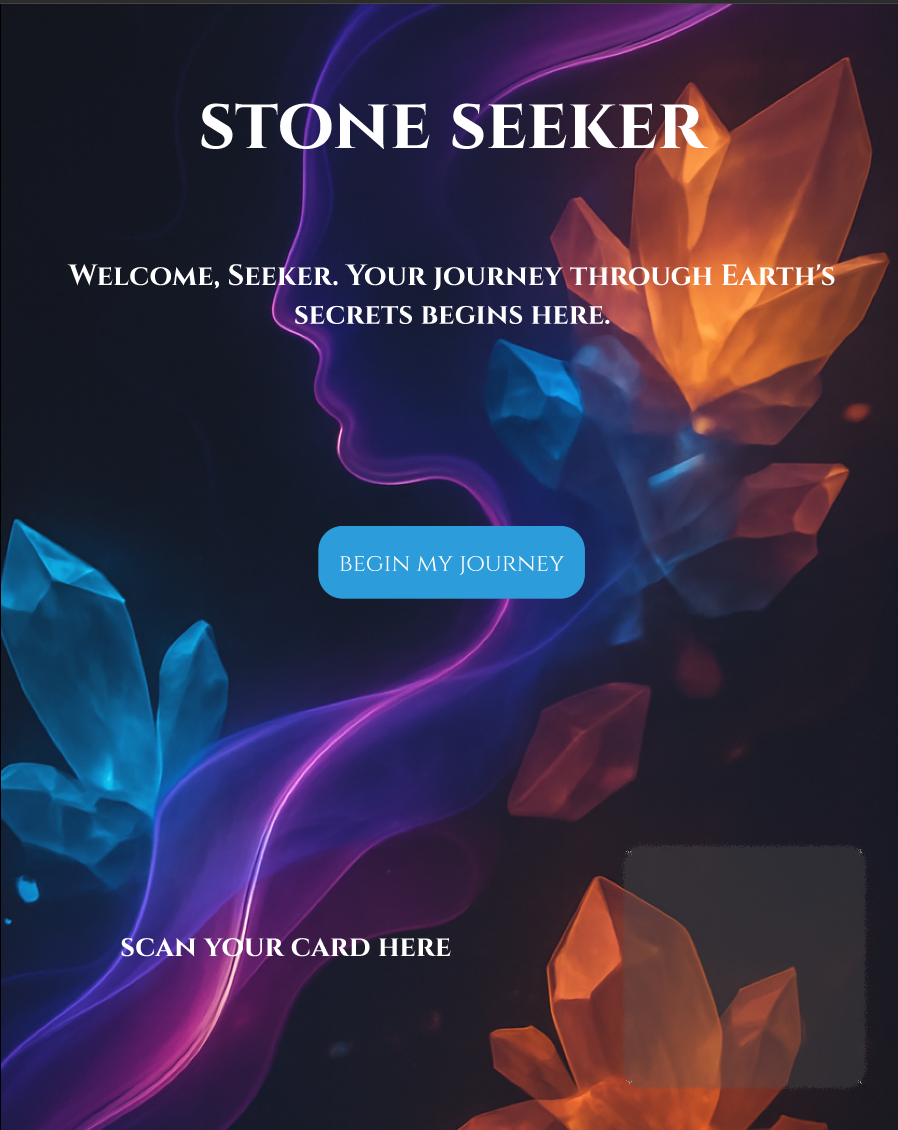 STONE SEEKER
Welcome, Seeker. Your journey through Earth's
secrets begins here.
BEGIN MY JOURNEY
SCAN YOUR CARD HERE